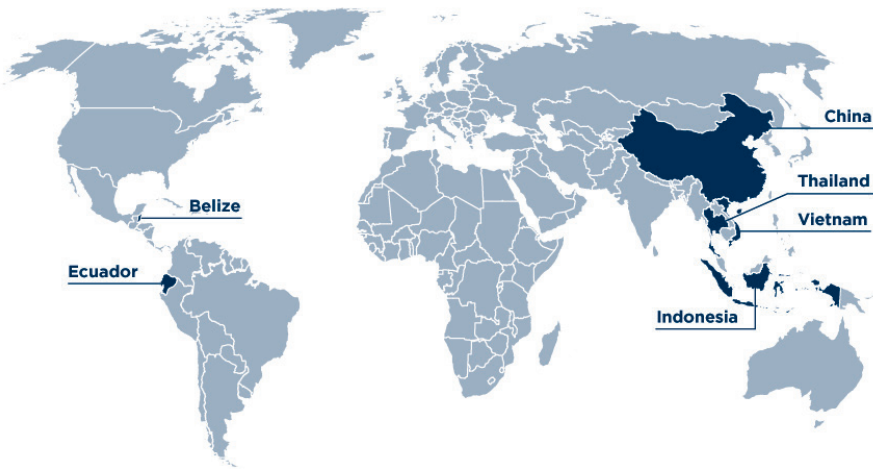 China
Thailand
Belize
Vietnam
Ecuador
Indonesia